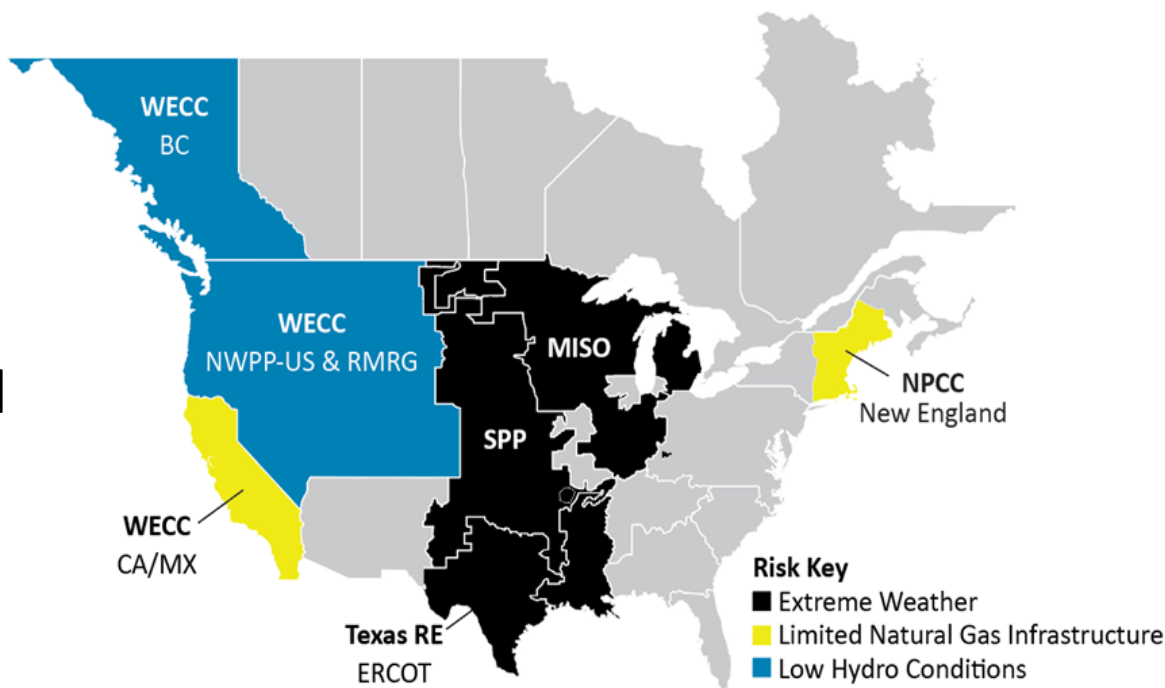 WECC
BC
WECC
NWPP-US & RMRG
MISO
SPP
NPCC
New England
WECC
CA/MX
Texas RE
ERCOT
Risk Key
Extreme Weather
Limited Natural Gas Infrastructure
Low Hydro Conditions